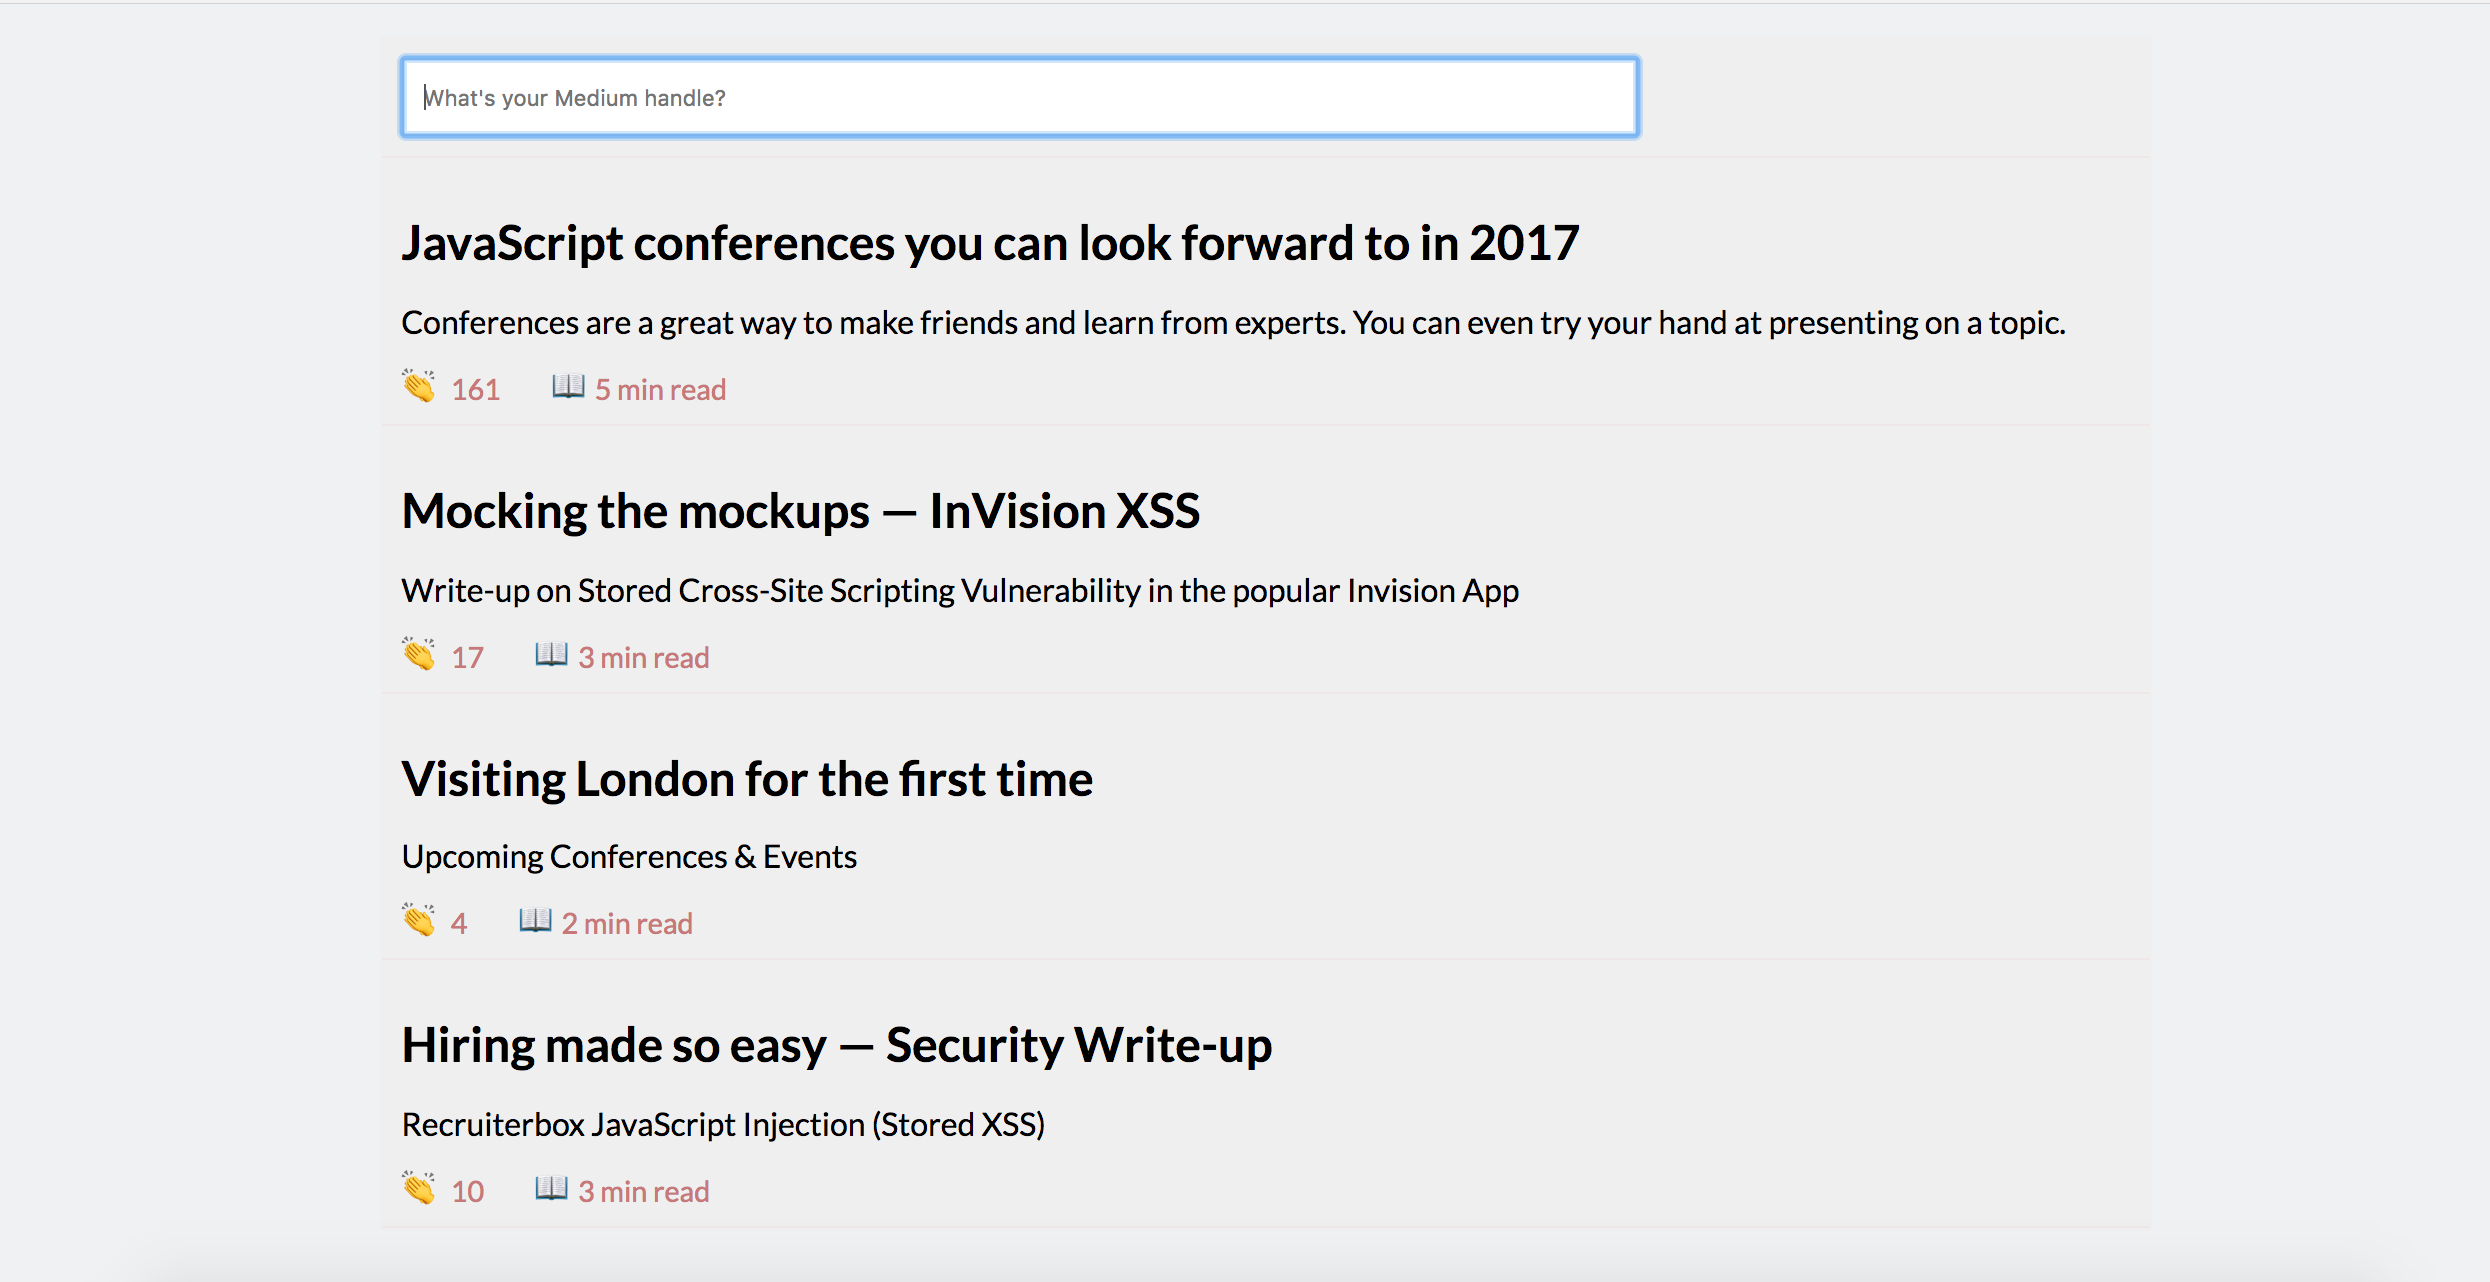 What's your Medium handle?
JavaScript conferences you can look forward to in 2017
Conferences are a great way to make friends and learn from experts. You can even try your hand at presenting on a topic.
👏 161 📖 5 min read
Mocking the mockups — InVision XSS
Write-up on Stored Cross-Site Scripting Vulnerability in the popular Invision App
👏 17 📖 3 min read
Visiting London for the first time
Upcoming Conferences & Events
👏 4 📖 2 min read
Hiring made so easy — Security Write-up
Recruiterbox JavaScript Injection (Stored XSS)
👏 10 📖 3 min read